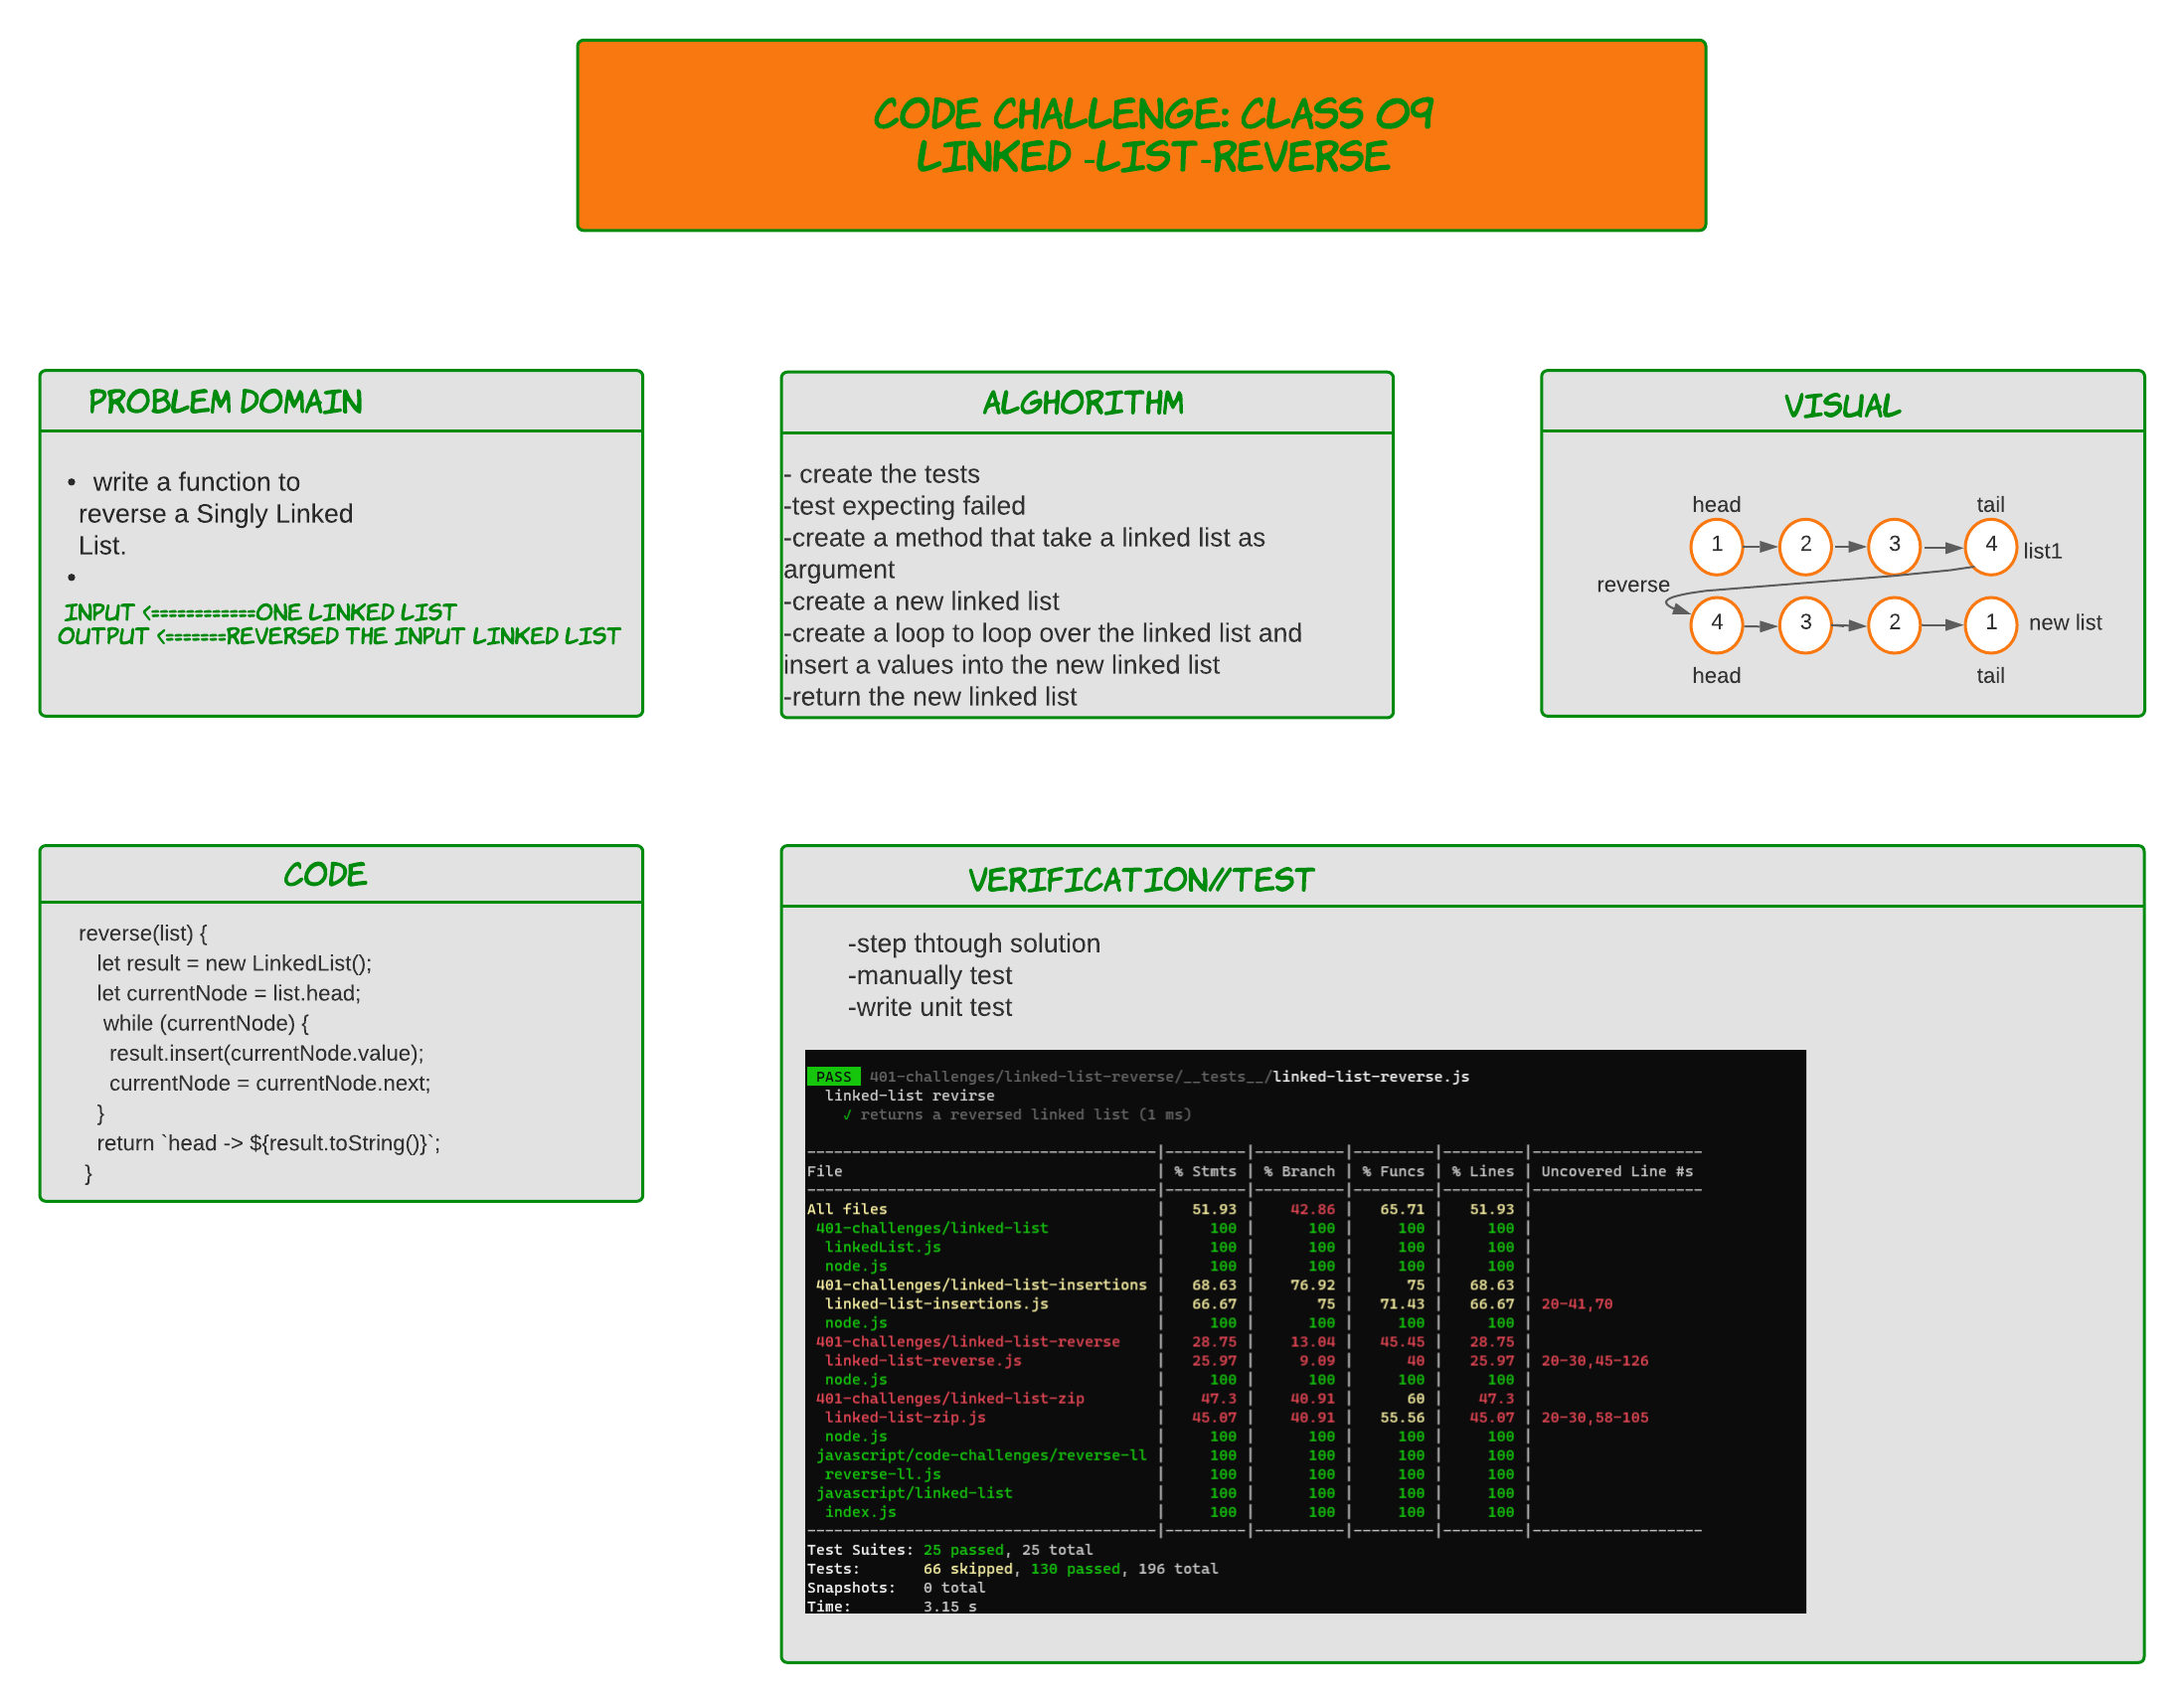 CODE CHALLENGE: CLASS 09
LINKED -LIST-REVERSE
PROBLEM DOMAIN
• write a function to
reverse a Singly Linked
List.
•
INPUT <============ONE LINKED LIST
OUTPUT <=======REVERSED THE INPUT LINKED LIST
ALGHORITHM
- create the tests
-test expecting failed
-create a method that take a linked list as
argument
-create a new linked list
-create a loop to loop over the linked list and
insert a values into the new linked list
-return the new linked list
VISUAL
head tail
1 2 3 4 list1
reverse
4 3 2 1 new list
head tail
CODE
reverse(list) {
let result = new LinkedList();
let currentNode = list.head;
while (currentNode) {
result.insert(currentNode.value);
currentNode = currentNode.next;
}
return `head -> ${result.toString()}`;
}
VERIFICATION//TEST
-step thtough solution
-manually test
-write unit test
PASS 401-challenges/linked-list-reverse/__tests__/linked-list-reverse.js
linked-list revirse
✓ returns a reversed linked list (1 ms)
---------------------------------------|---------|----------|---------|---------|-------------------
File | % Stmts | % Branch | % Funcs | % Lines | Uncovered Line #s
---------------------------------------|---------|----------|---------|---------|-------------------
All files | 51.93 | 42.86 | 65.71 | 51.93 |
401-challenges/linked-list | 100 | 100 | 100 | 100 |
linkedList.js | 100 | 100 | 100 | 100 |
node.js | 100 | 100 | 100 | 100 |
401-challenges/linked-list-insertions | 68.63 | 76.92 | 75 | 68.63 |
linked-list-insertions.js | 66.67 | 75 | 71.43 | 66.67 | 20-41,70
node.js | 100 | 100 | 100 | 100 |
401-challenges/linked-list-reverse | 28.75 | 13.04 | 45.45 | 28.75 |
linked-list-reverse.js | 25.97 | 9.09 | 40 | 25.97 | 20-30,45-126
node.js | 100 | 100 | 100 | 100 |
401-challenges/linked-list-zip | 47.3 | 40.91 | 60 | 47.3 |
linked-list-zip.js | 45.07 | 40.91 | 55.56 | 45.07 | 20-30,58-105
node.js | 100 | 100 | 100 | 100 |
javascript/code-challenges/reverse-ll | 100 | 100 | 100 | 100 |
reverse-ll.js | 100 | 100 | 100 | 100 |
javascript/linked-list | 100 | 100 | 100 | 100 |
index.js | 100 | 100 | 100 | 100 |
---------------------------------------|---------|----------|---------|---------|-------------------
Test Suites: 25 passed, 25 total
Tests: 66 skipped, 130 passed, 196 total
Snapshots: 0 total
Time: 3.15 s